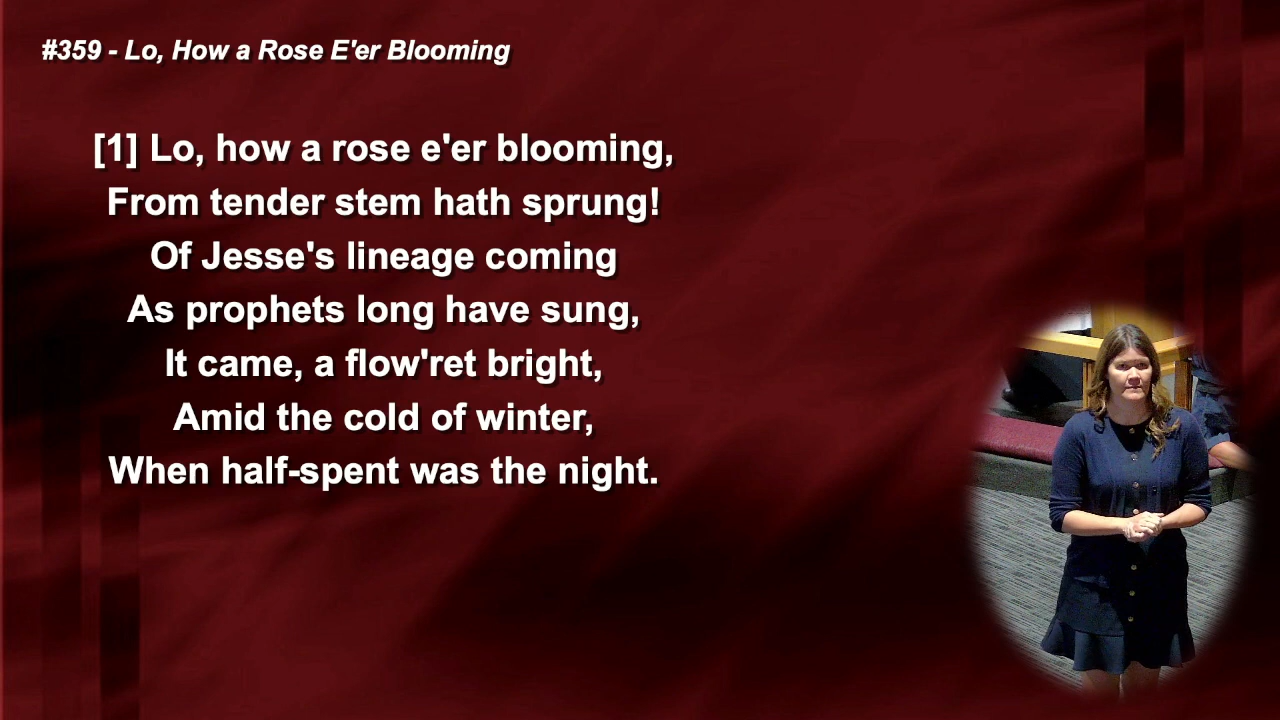 #359 - Lo, How a Rose E'er Blooming
[1] Lo, how a rose e'er blooming,
From tender stem hath sprung!
Of Jesse's lineage coming
As prophets long have sung,
It came, a flow'ret bright,
Amid the cold of winter,
When half-spent was the night.